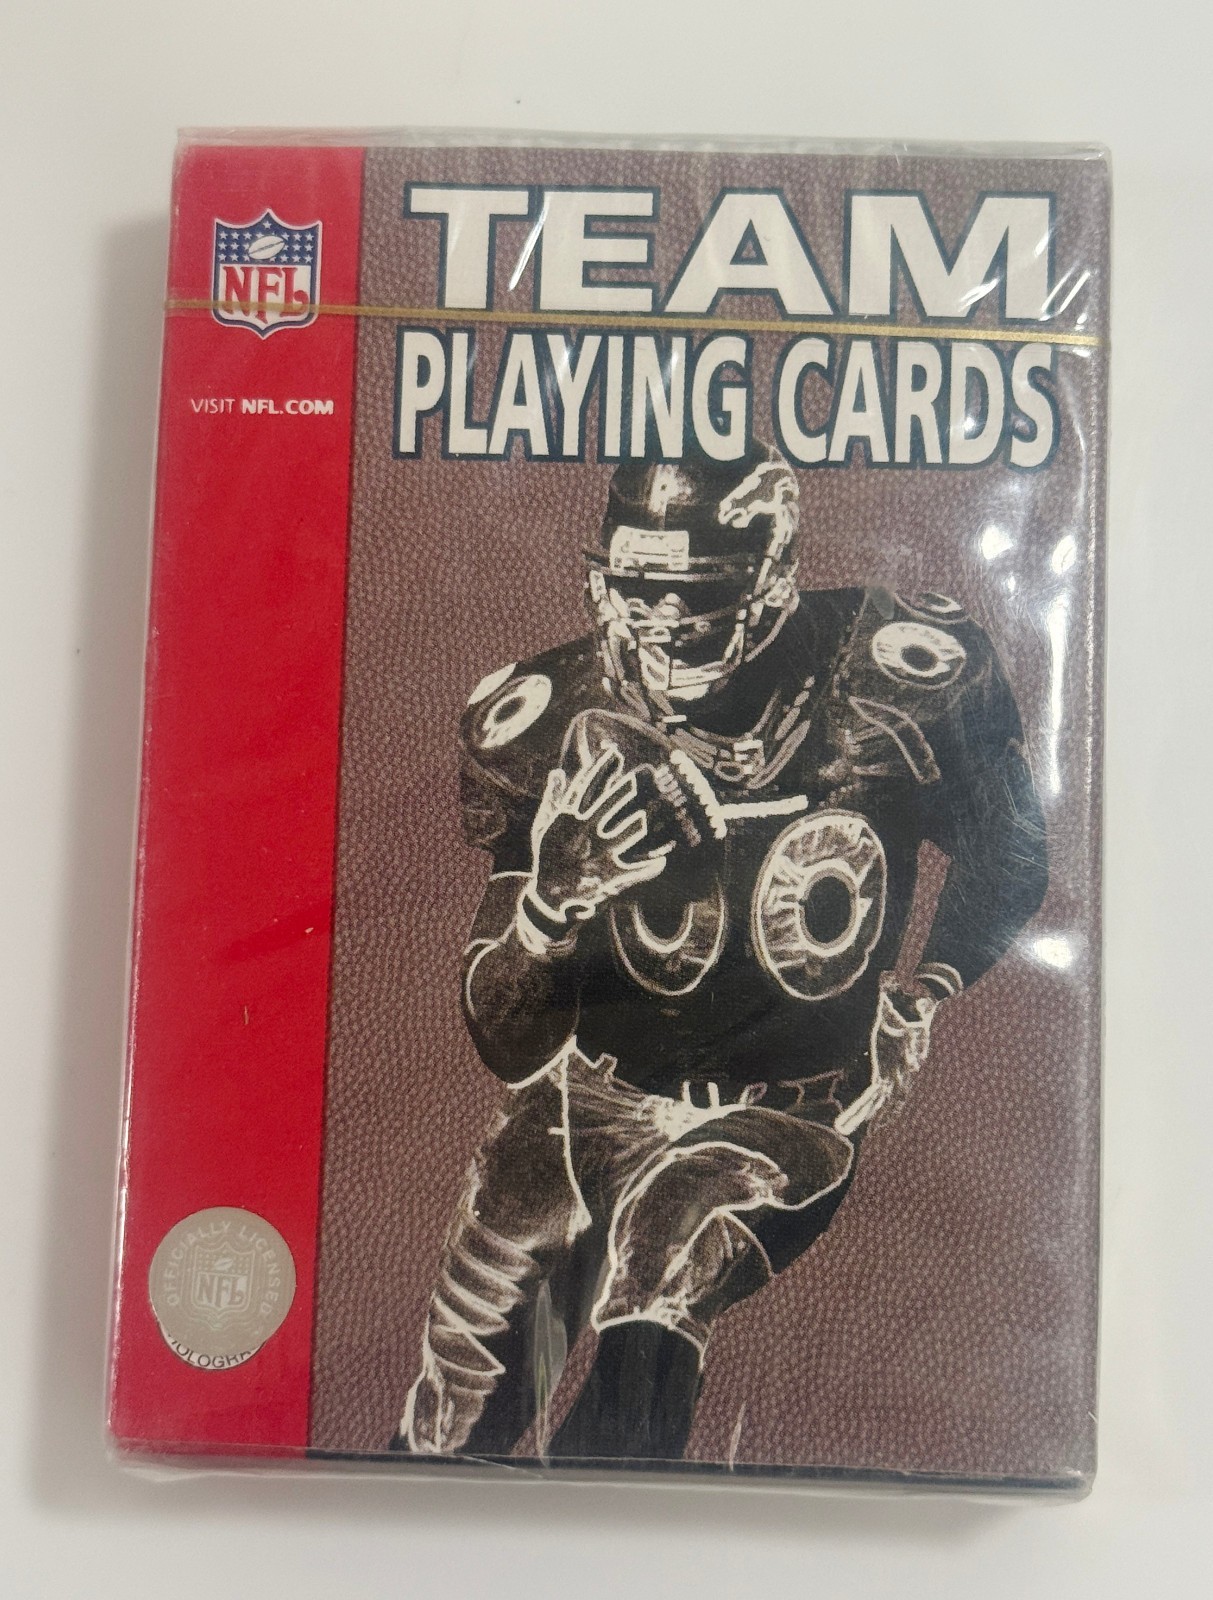 TEAM
PLAYING CARDS
NFL
VISIT NFL.COM
OFFICIALLY LICENSED
NFL